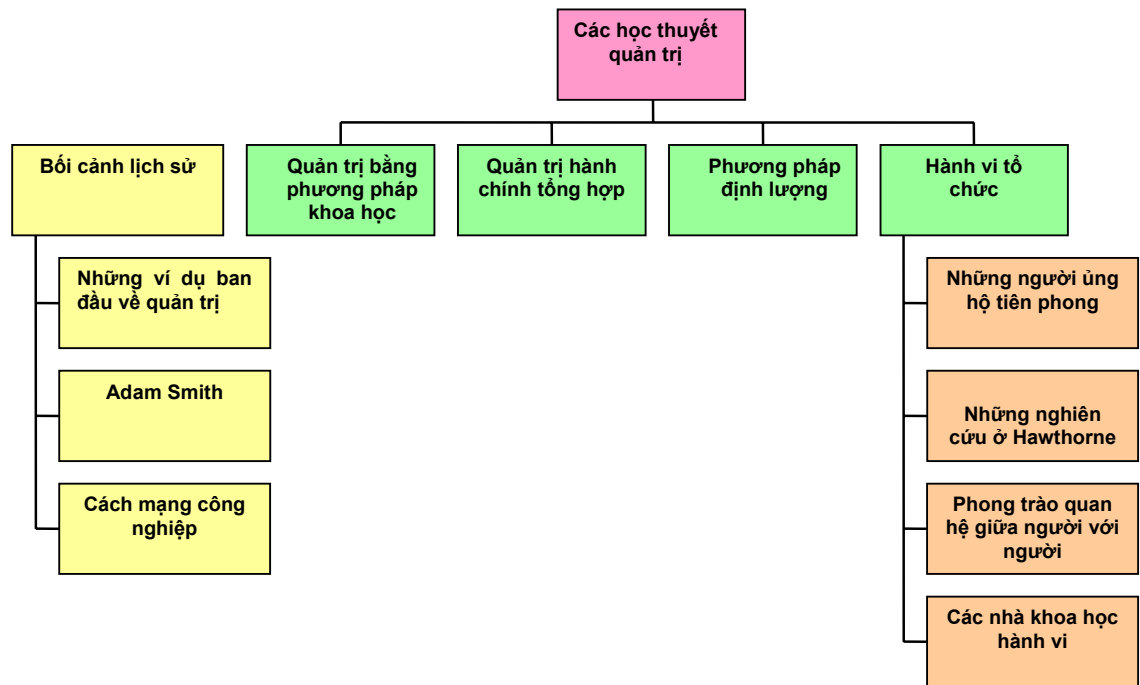 Các học thuyết
quản trị
Bối cảnh lịch sử
Quản trị bằng
phương pháp
khoa học
Quản trị hành
chính tổng hợp
Phương pháp
định lượng
Hành vi tổ
chức
Những ví dụ ban
đầu về quản trị
Adam Smith
Cách mạng công
nghiệp
Những người ủng
hộ tiên phong
Những nghiên
cứu ở Hawthorne
Phong trào quan
hệ giữa người với
người
Các nhà khoa học
hành vi